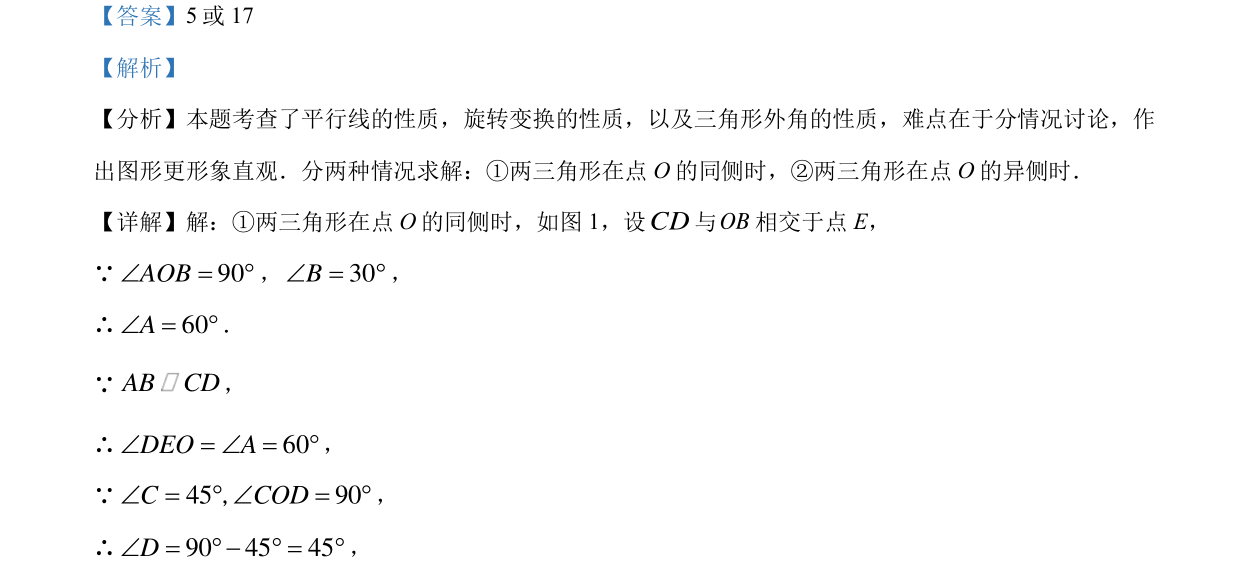 【答案】5 或 17
【解析】
【分析】本题考查了平行线的性质，旋转变换的性质，以及三角形外角的性质，难点在于分情况讨论，作
出图形更形象直观．分两种情况求解：①两三角形在点 O 的同侧时，②两三角形在点 O 的异侧时．
【详解】解：①两三角形在点 O 的同侧时，如图 1，设 CD 与 OB 相交于点 E，
∵ ∠AOB = 90°，∠B = 30°，
∴ ∠A = 60°．
∵ AB▱CD，
∴ ∠DEO = ∠A = 60°，
∵ ∠C = 45°, ∠COD = 90°，
∴ ∠D = 90° − 45° = 45°，